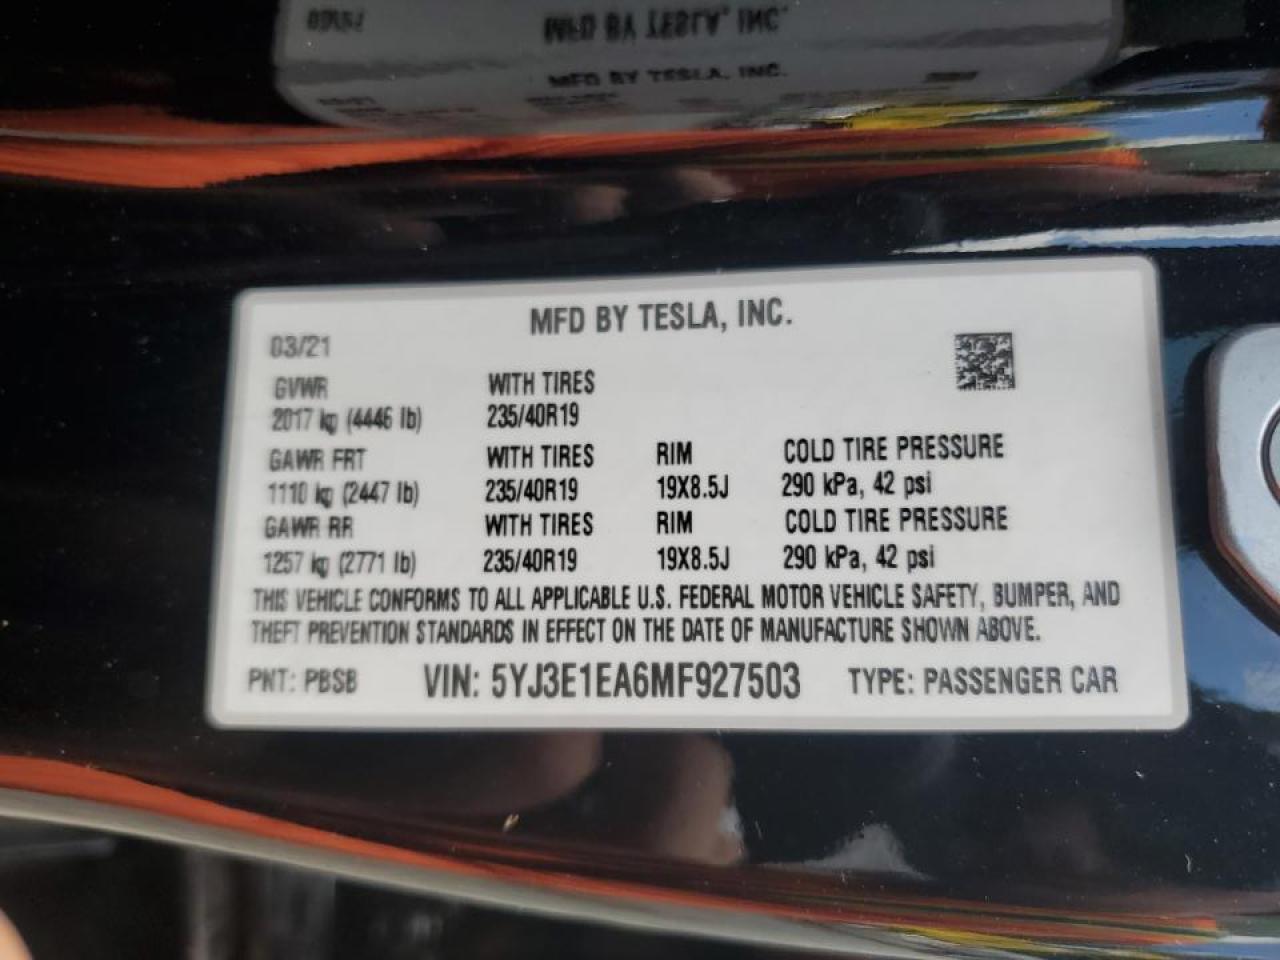 MFD BY TESLA, INC.
MFD BY TESLA, INC.
MFD BY TESLA, INC.
03/21
GVWR WITH TIRES
2017 kg (4446 lb) 235/40R19
GAWR FRT WITH TIRES RIM COLD TIRE PRESSURE
1110 kg (2447 lb) 235/40R19 19X8.5J 290 kPa, 42 psi
GAWR RR WITH TIRES RIM COLD TIRE PRESSURE
1257 kg (2771 lb) 235/40R19 19X8.5J 290 kPa, 42 psi
THIS VEHICLE CONFORMS TO ALL APPLICABLE U.S. FEDERAL MOTOR VEHICLE SAFETY, BUMPER, AND
THEFT PREVENTION STANDARDS IN EFFECT ON THE DATE OF MANUFACTURE SHOWN ABOVE.
PNT: PBSB VIN: 5YJ3E1EA6MF927503 TYPE: PASSENGER CAR